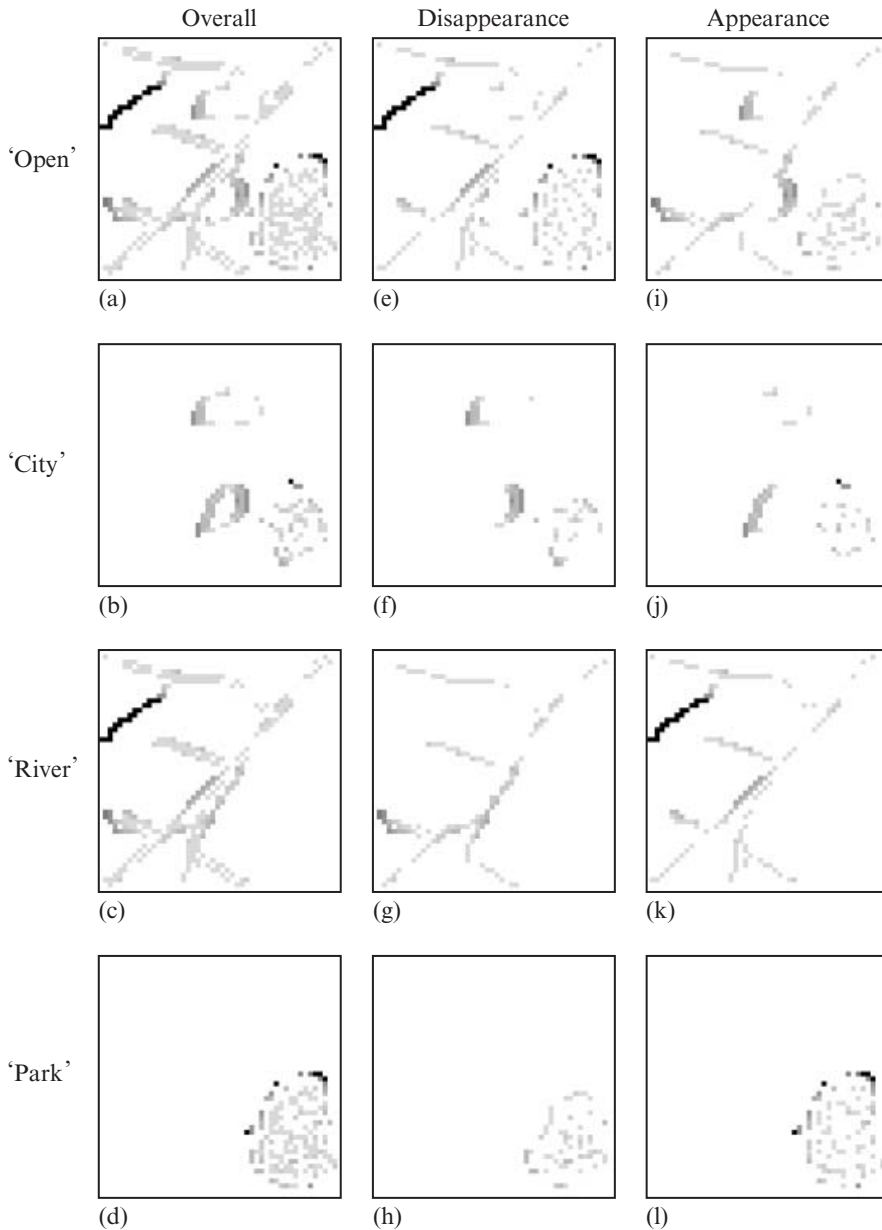 Overall Disappearance Appearance
‘Open’
(a) (e) (i)
‘City’
(b) (f) (j)
‘River’
(c) (g) (k)
‘Park’
(d) (h) (l)